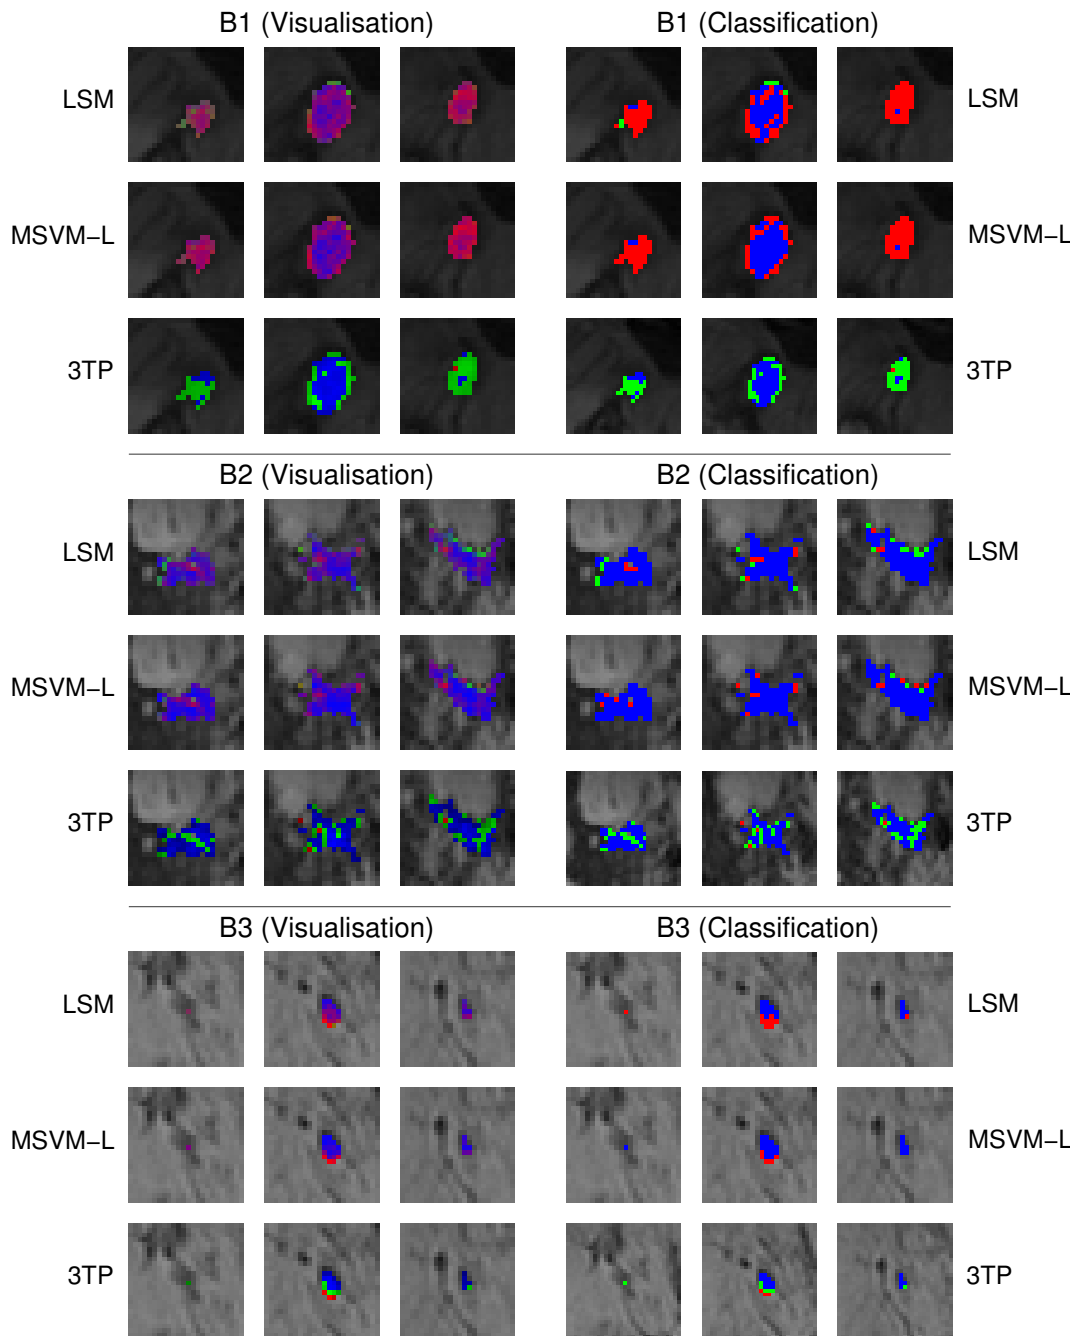 B1 (Visualisation) B1 (Classification)
LSM LSM
MSVM–L MSVM–L
3TP 3TP
B2 (Visualisation) B2 (Classification)
LSM LSM
MSVM–L MSVM–L
3TP 3TP
B3 (Visualisation) B3 (Classification)
LSM LSM
MSVM–L MSVM–L
3TP 3TP